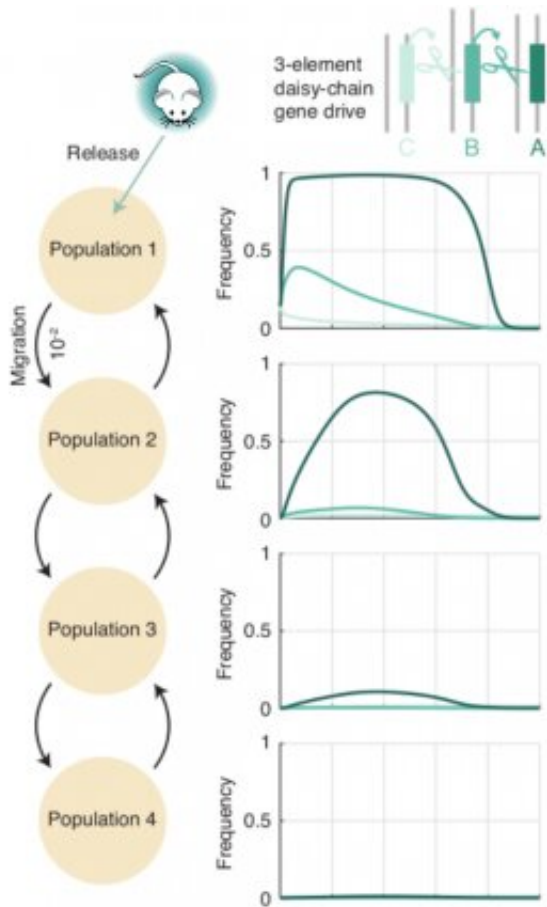 3-element
daisy-chain
gene drive
C B A
Release
Population 1
Migration
10⁻²
Population 2
Population 3
Population 4
Frequency
1
0.5
0
Frequency
1
0.5
0
Frequency
1
0.5
0
Frequency
1
0.5
0